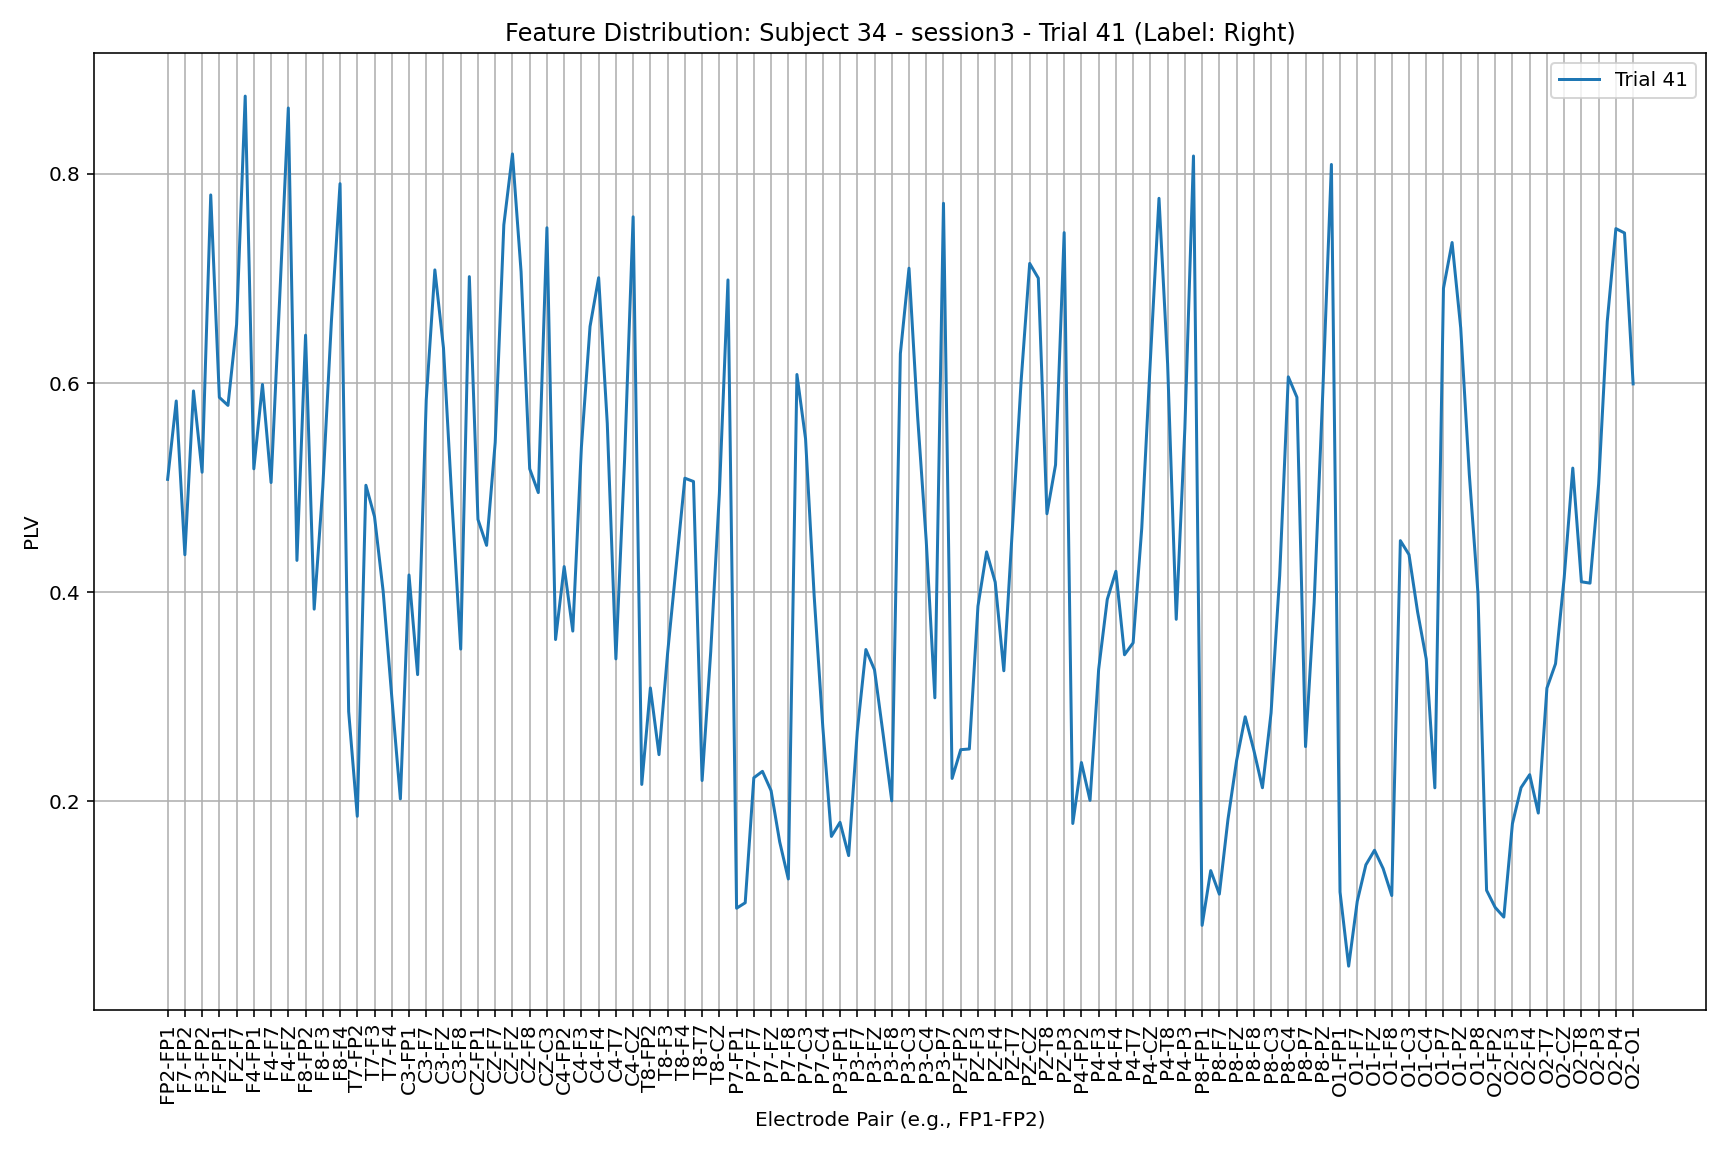 Feature Distribution: Subject 34 - session3 - Trial 41 (Label: Right)
Trial 41
PLV
0.8
0.6
0.4
0.2
FP2-FP1
F7-FP2
F3-FP2
FZ-FP1
FZ-F7
F4-FP1
F4-F7
F4-FZ
F8-FP2
F8-F3
F8-F4
T7-FP2
T7-F3
T7-F4
C3-FP1
C3-F7
C3-FZ
C3-F8
CZ-FP1
CZ-F7
CZ-FZ
CZ-F8
CZ-C3
C4-FP2
C4-F3
C4-F4
C4-T7
C4-CZ
T8-FP2
T8-F3
T8-F4
T8-T7
T8-CZ
P7-FP1
P7-F7
P7-FZ
P7-F8
P7-C3
P7-C4
P3-FP1
P3-F7
P3-FZ
P3-F8
P3-C3
P3-C4
P3-P7
PZ-FP2
PZ-F3
PZ-F4
PZ-T7
PZ-CZ
PZ-T8
PZ-P3
P4-FP2
P4-F3
P4-F4
P4-T7
P4-CZ
P4-T8
P4-P3
P8-FP1
P8-F7
P8-FZ
P8-F8
P8-C3
P8-C4
P8-P7
P8-PZ
O1-FP1
O1-F7
O1-FZ
O1-F8
O1-C3
O1-C4
O1-P7
O1-PZ
O1-P8
O2-FP2
O2-F3
O2-F4
O2-T7
O2-CZ
O2-T8
O2-P3
O2-P4
O2-O1
Electrode Pair (e.g., FP1-FP2)